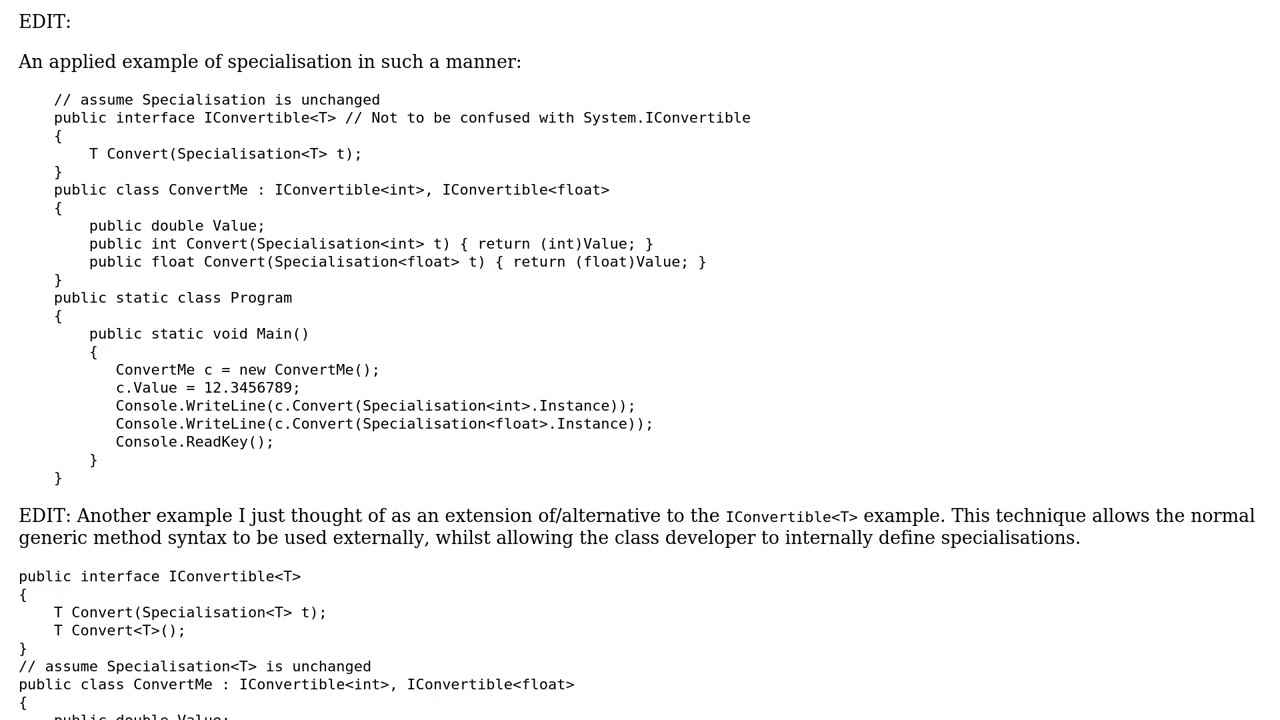 EDIT:
An applied example of specialisation in such a manner:
    // assume Specialisation is unchanged
    public interface IConvertible<T> // Not to be confused with System.IConvertible
    {
        T Convert(Specialisation<T> t);
    }
    public class ConvertMe : IConvertible<int>, IConvertible<float>
    {
        public double Value;
        public int Convert(Specialisation<int> t) { return (int)Value; }
        public float Convert(Specialisation<float> t) { return (float)Value; }
    }
    public static class Program
    {
        public static void Main()
        {
           ConvertMe c = new ConvertMe();
           c.Value = 12.3456789;
           Console.WriteLine(c.Convert(Specialisation<int>.Instance));
           Console.WriteLine(c.Convert(Specialisation<float>.Instance));
           Console.ReadKey();
        }
    }
EDIT: Another example I just thought of as an extension of/alternative to the IConvertible<T> example. This technique allows the normal
generic method syntax to be used externally, whilst allowing the class developer to internally define specialisations.
public interface IConvertible<T>
{
    T Convert(Specialisation<T> t);
    T Convert<T>();
}
// assume Specialisation<T> is unchanged
public class ConvertMe : IConvertible<int>, IConvertible<float>
{
    public double Value;